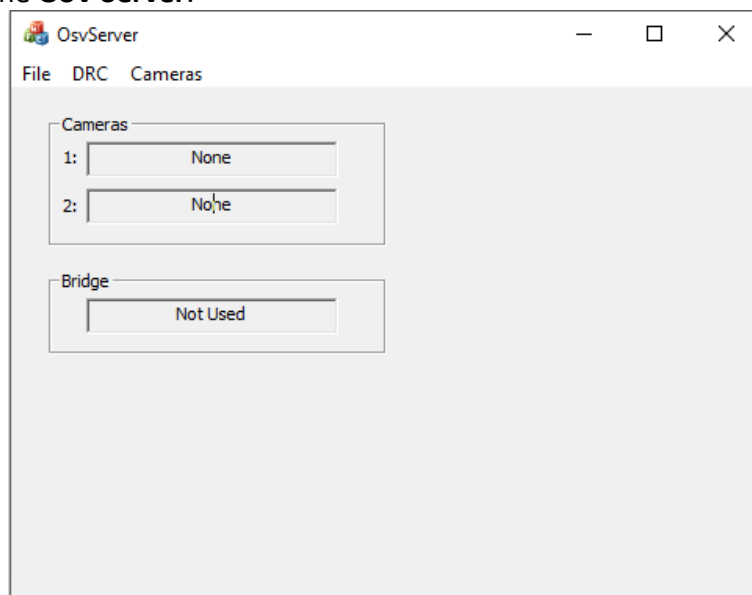 OsvServer
File DRC Cameras
Cameras
1: None
2: None
Bridge
Not Used